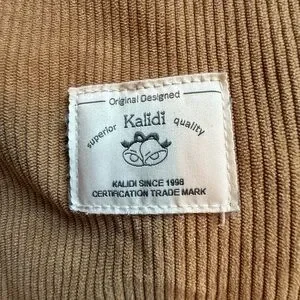 Original Designed
Kalidi
superior quality
KALIDI SINCE 1998
CERTIFICATION TRADE MARK